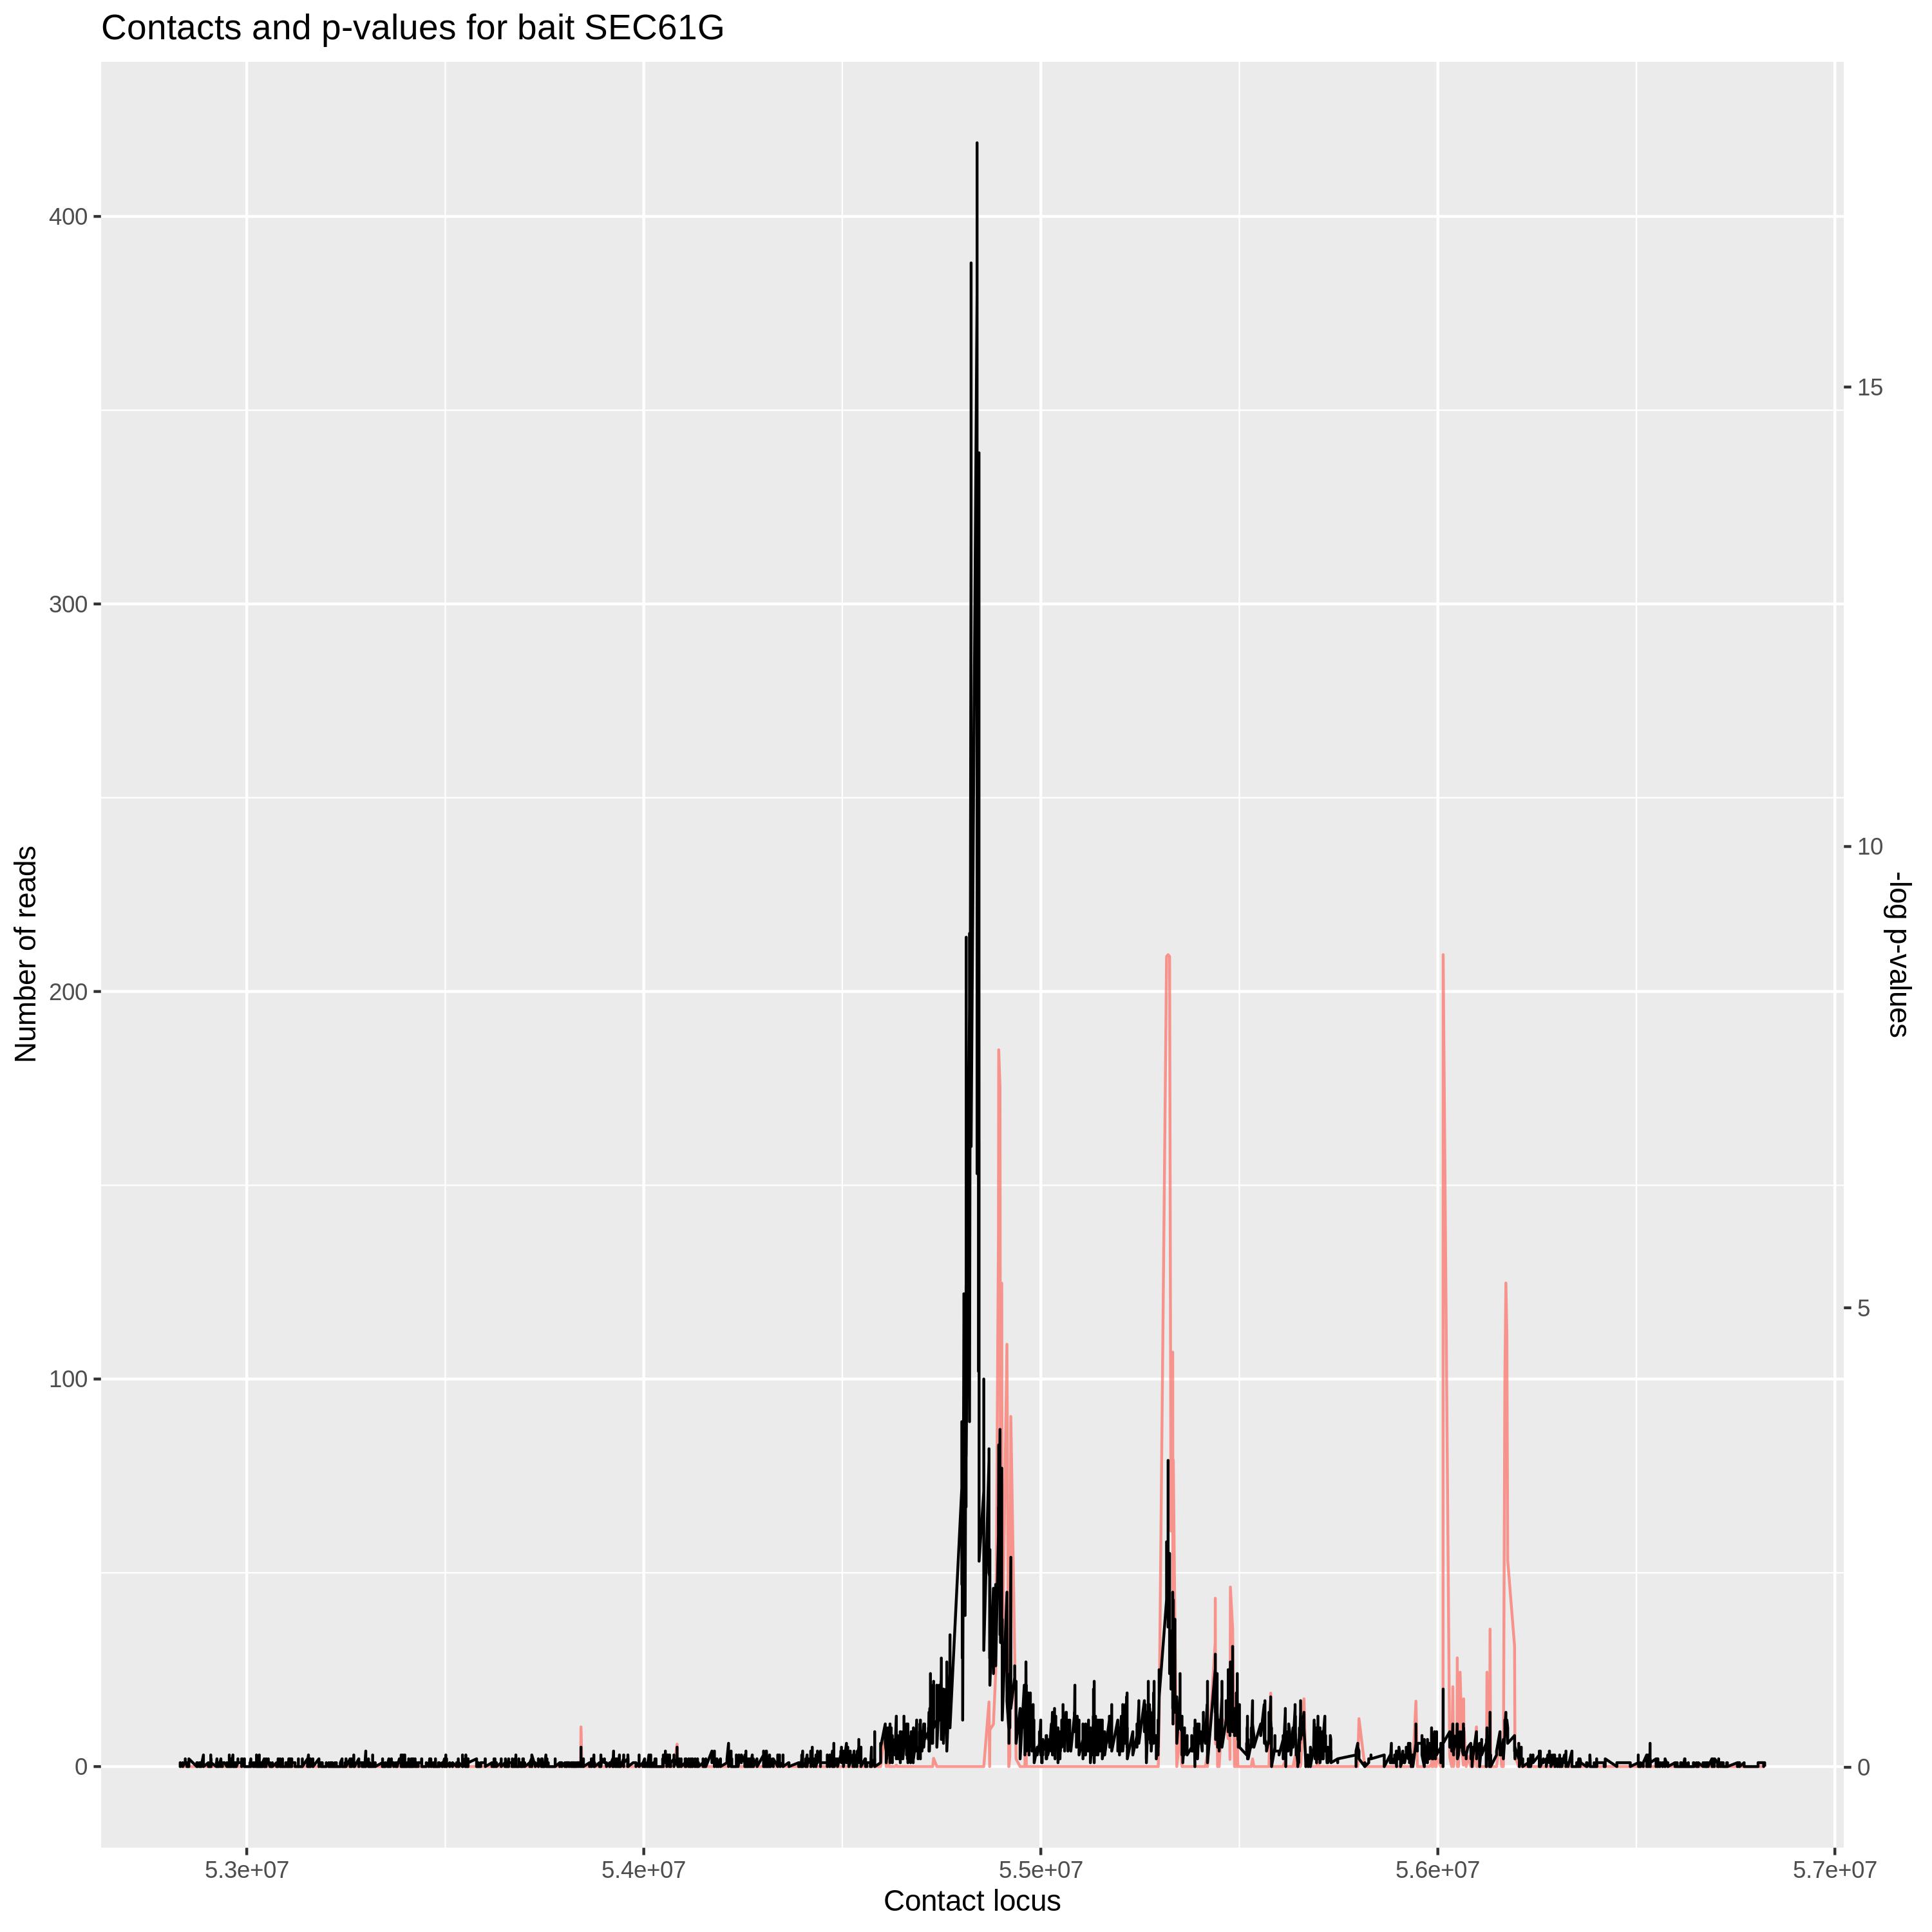 Contacts and p-values for bait SEC61G
400
300
200
100
0
Number of reads
15
10
5
0
-log p-values
5.3e+07 5.4e+07 5.5e+07 5.6e+07 5.7e+07
Contact locus